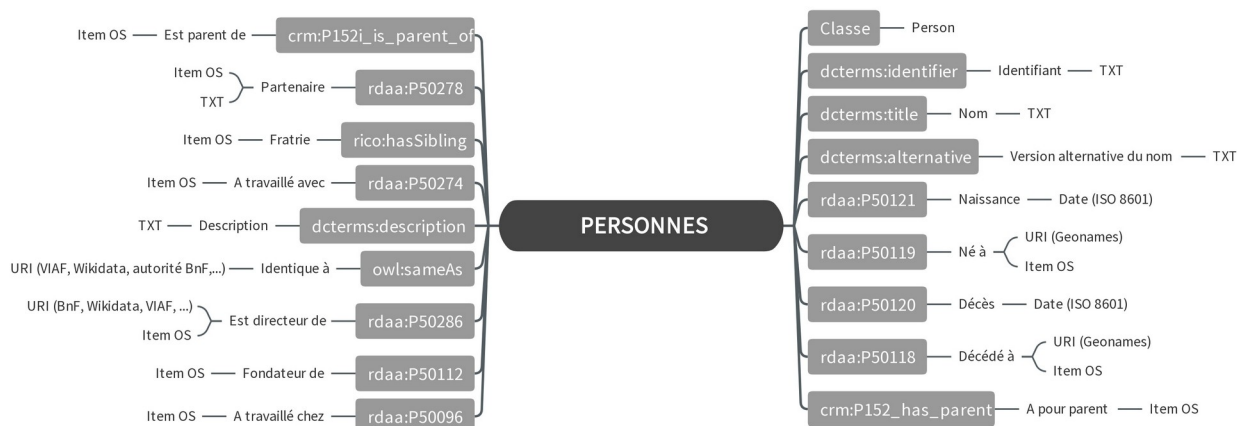 Item OS Est parent de crm:P152i_is_parent_of
Item OS
TXT
Partenaire rdaa:P50278
Item OS Fratrie rico:hasSibling
Item OS A travaillé avec rdaa:P50274
TXT Description dcterms:description
URI (VIAF, Wikidata, autorité BnF,...) Identique à owl:sameAs
URI (BnF, Wikidata, VIAF, ...)
Item OS
Est directeur de rdaa:P50286
Item OS Fondateur de rdaa:P50112
Item OS A travaillé chez rdaa:P50096
PERSONNES
Classe Person
dcterms:identifier Identifiant TXT
dcterms:title Nom TXT
dcterms:alternative Version alternative du nom TXT
rdaa:P50121 Naissance Date (ISO 8601)
rdaa:P50119 Né à
URI (Geonames)
Item OS
rdaa:P50120 Décès Date (ISO 8601)
rdaa:P50118 Décédé à
URI (Geonames)
Item OS
crm:P152_has_parent A pour parent Item OS